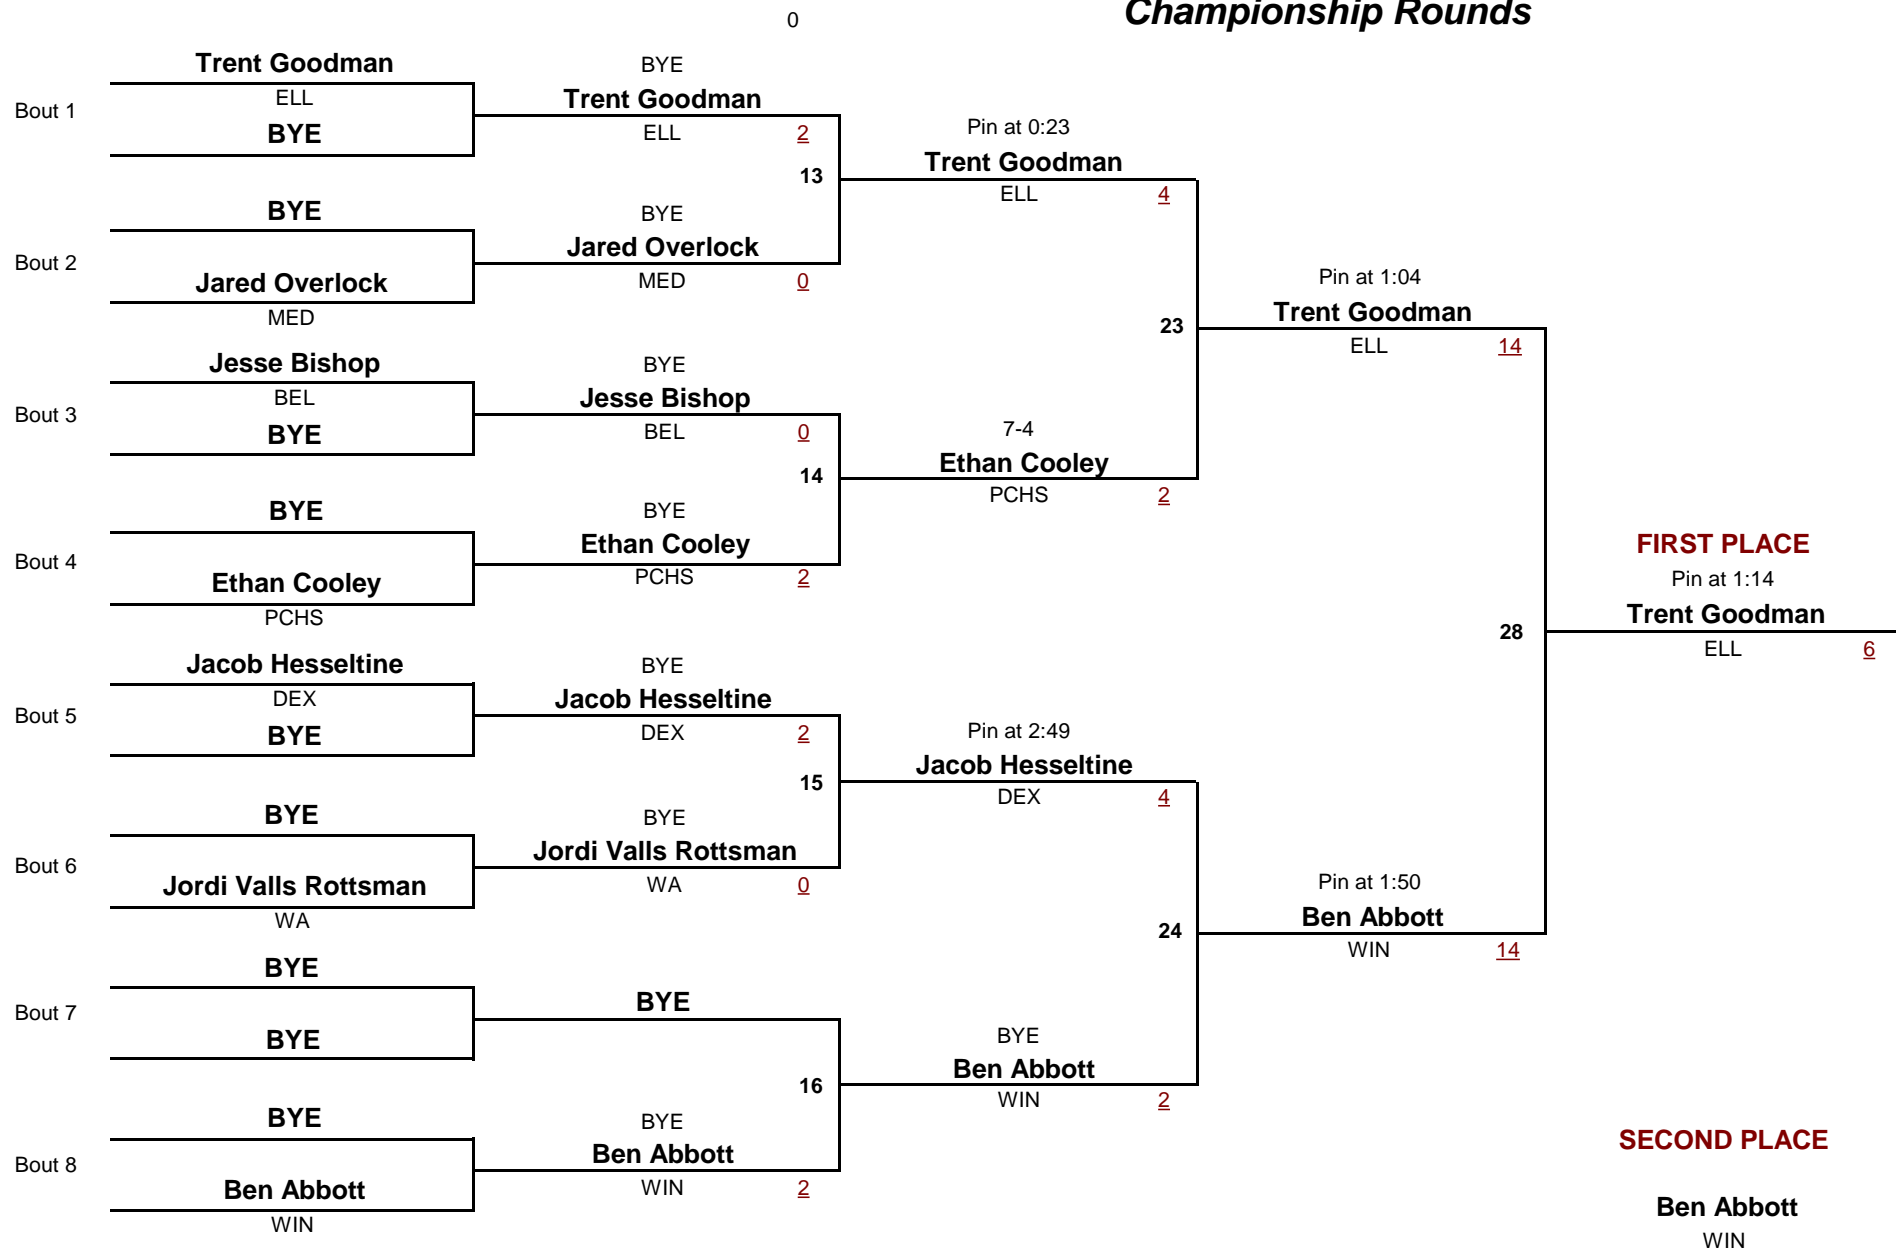 Championship Rounds
0
Trent Goodman
ELL
BYE
Bout 1
BYE
Jared Overlock
MED
Bout 2
Jesse Bishop
BEL
BYE
Bout 3
BYE
Ethan Cooley
PCHS
Bout 4
Jacob Hesseltine
DEX
BYE
Bout 5
BYE
Jordi Valls Rottsman
WA
Bout 6
BYE
BYE
Bout 7
BYE
Ben Abbott
WIN
Bout 8
BYE
Trent Goodman
ELL 2
13
BYE
Jared Overlock
MED 0
BYE
Jesse Bishop
BEL 0
14
BYE
Ethan Cooley
PCHS 2
BYE
Jacob Hesseltine
DEX 2
15
BYE
Jordi Valls Rottsman
WA 0
BYE
16
BYE
Ben Abbott
WIN 2
Pin at 0:23
Trent Goodman
ELL 4
23
7-4
Ethan Cooley
PCHS 2
Pin at 2:49
Jacob Hesseltine
DEX 4
24
BYE
Ben Abbott
WIN 2
Pin at 1:04
Trent Goodman
ELL 14
28
Pin at 1:50
Ben Abbott
WIN 14
FIRST PLACE
Pin at 1:14
Trent Goodman
ELL 6
SECOND PLACE
Ben Abbott
WIN